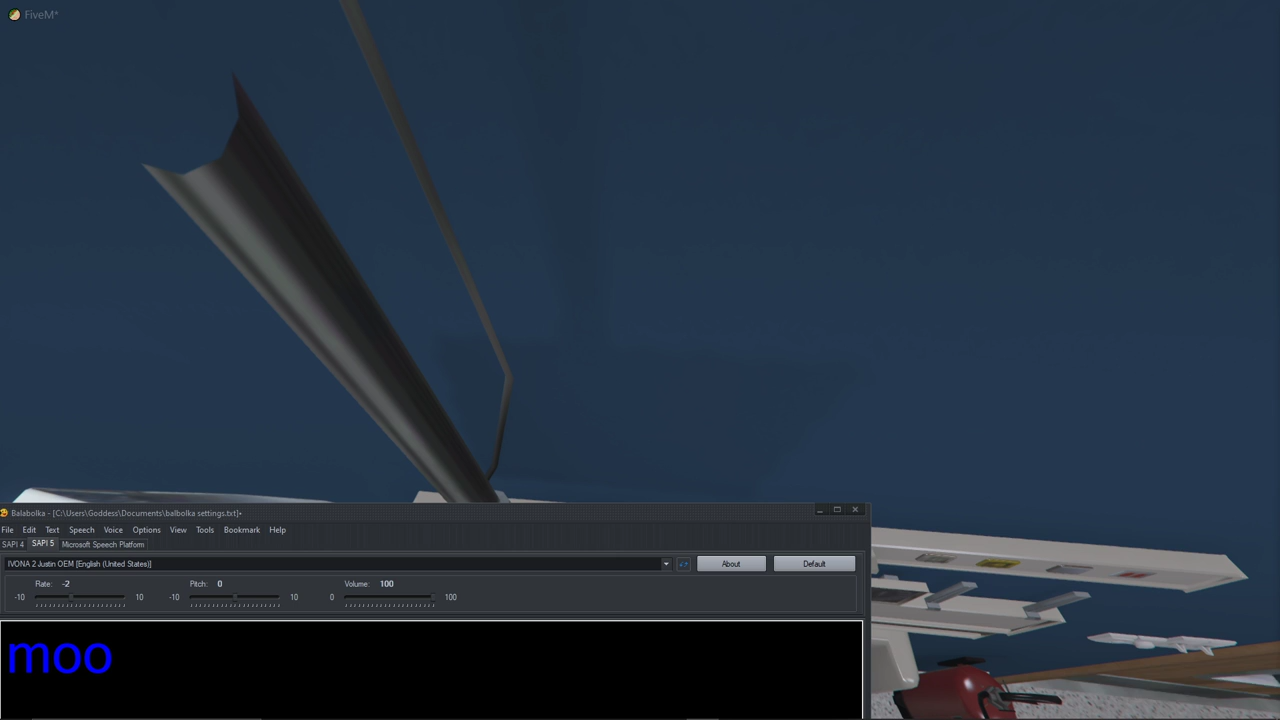 FiveM*
Balabolka - [C:\Users\Goddess\Documents\balbolka settings.txt]*
File Edit Text Speech Voice Options View Tools Bookmark Help
SAPI 4 SAPI 5 Microsoft Speech Platform
IVONA 2 Justin OEM [English (United States)] About Default
Rate: -2 Pitch: 0 Volume: 100
-10 10 -10 10 0 100
moo